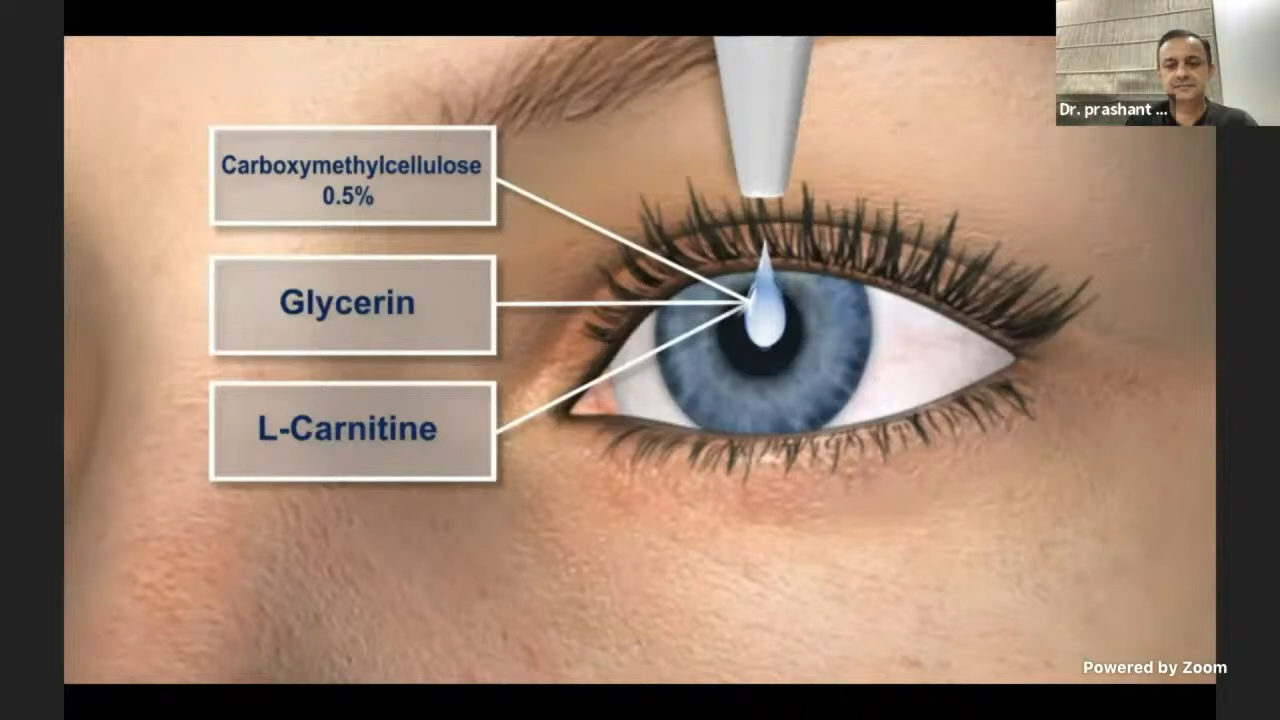 Dr. prashant ...
Carboxymethylcellulose
0.5%
Glycerin
L-Carnitine
Powered by Zoom